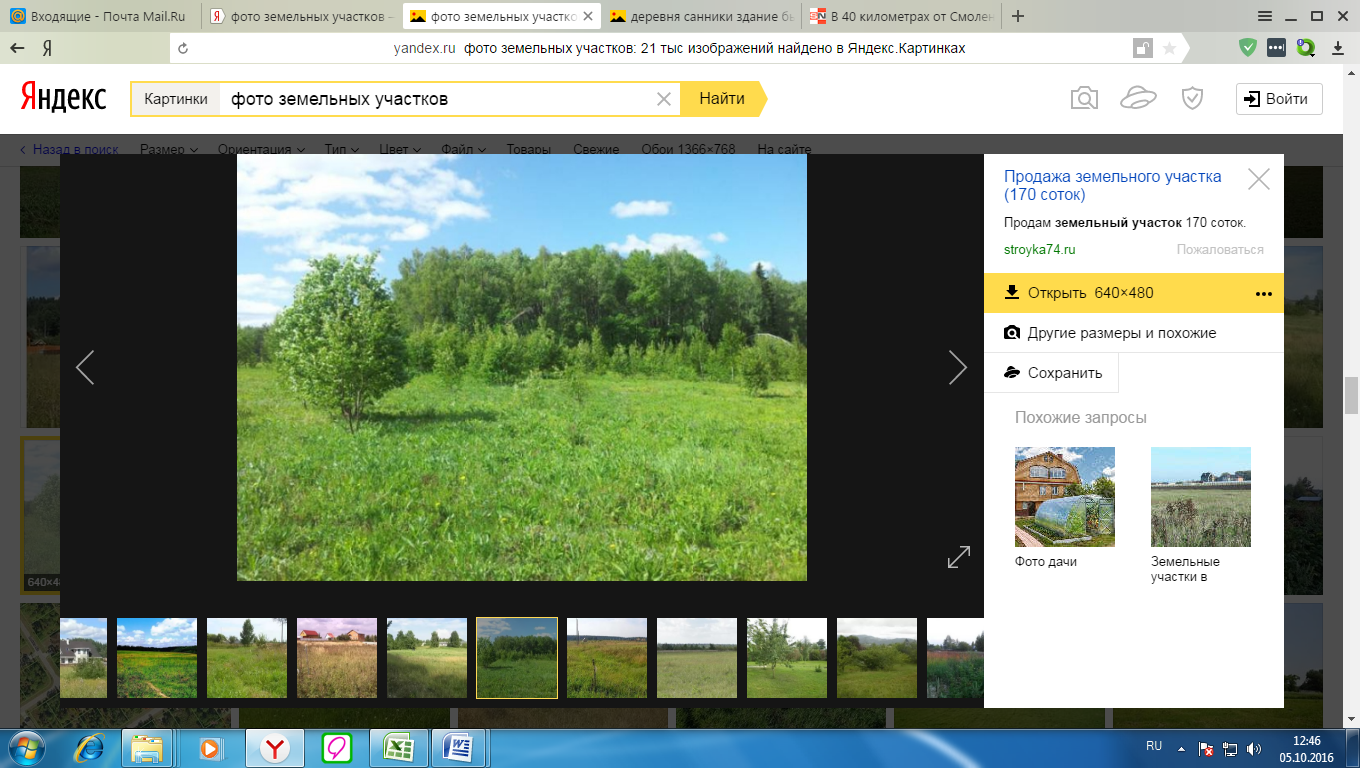 Входящие - Почта Mail.Ru
фото земельных участков –
фото земельных участко
деревня санники здание бы
В 40 километрах от Смолен
Я
yandex.ru фото земельных участков: 21 тыс изображений найдено в Яндекс.Картинках
Яндекс
Картинки
фото земельных участков
Найти
Войти
Назад в поиск
Размер
Ориентация
Тип
Цвет
Файл
Товары
Свежие
Обои 1366×768
На сайте
Продажа земельного участка
(170 соток)
Продам земельный участок 170 соток.
stroyka74.ru
Пожаловаться
Открыть 640×480
Другие размеры и похожие
Сохранить
Похожие запросы
Фото дачи
Земельные
участки в
640×4
RU
12:46
05.10.2016